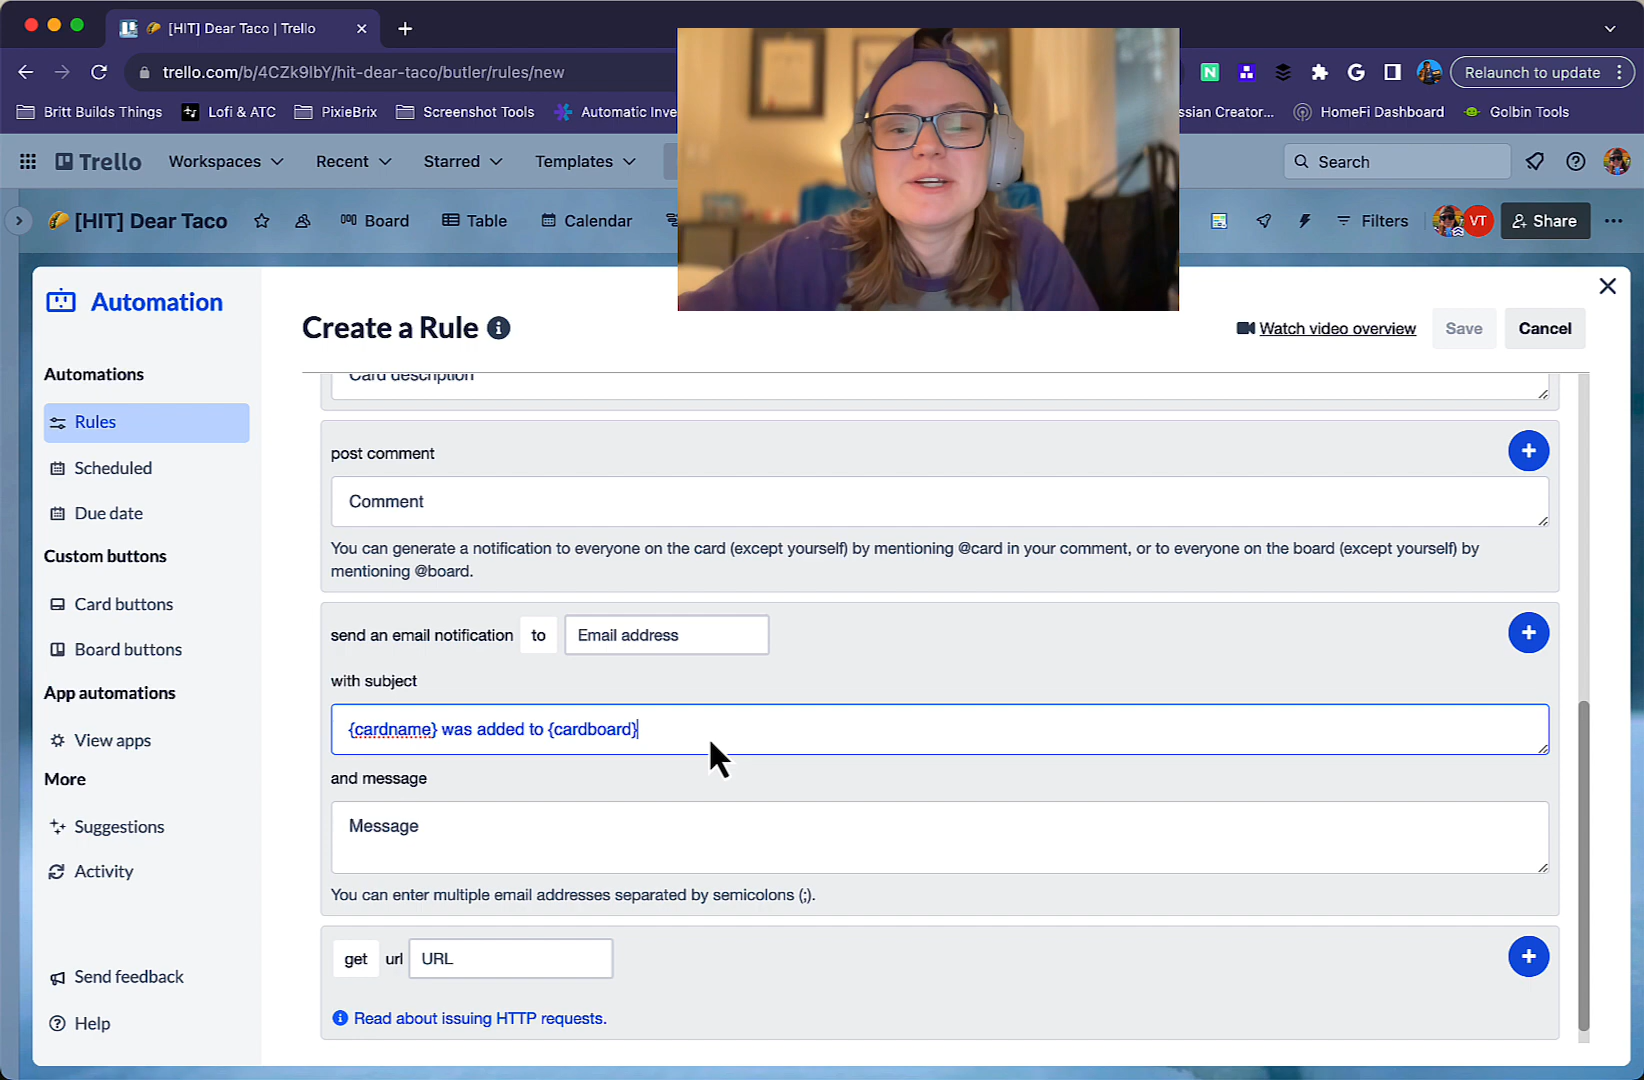 [HIT] Dear Taco | Trello
trello.com/b/4CZk9IbY/hit-dear-taco/butler/rules/new
N
G
Relaunch to update
Britt Builds Things
Lofi & ATC
PixieBrix
Screenshot Tools
Automatic Inve
ssian Creator...
HomeFi Dashboard
Golbin Tools
Trello
Workspaces
Recent
Starred
Templates
Search
[HIT] Dear Taco
Board
Table
Calendar
Filters
VT
Share
Automation
Automations
Rules
Scheduled
Due date
Custom buttons
Card buttons
Board buttons
App automations
View apps
More
Suggestions
Activity
Send feedback
Help
Create a Rule
Watch video overview
Save
Cancel
Card description
post comment
Comment
You can generate a notification to everyone on the card (except yourself) by mentioning @card in your comment, or to everyone on the board (except yourself) by
mentioning @board.
send an email notification to Email address
with subject
{cardname} was added to {cardboard}
and message
Message
You can enter multiple email addresses separated by semicolons (;).
get url URL
Read about issuing HTTP requests.